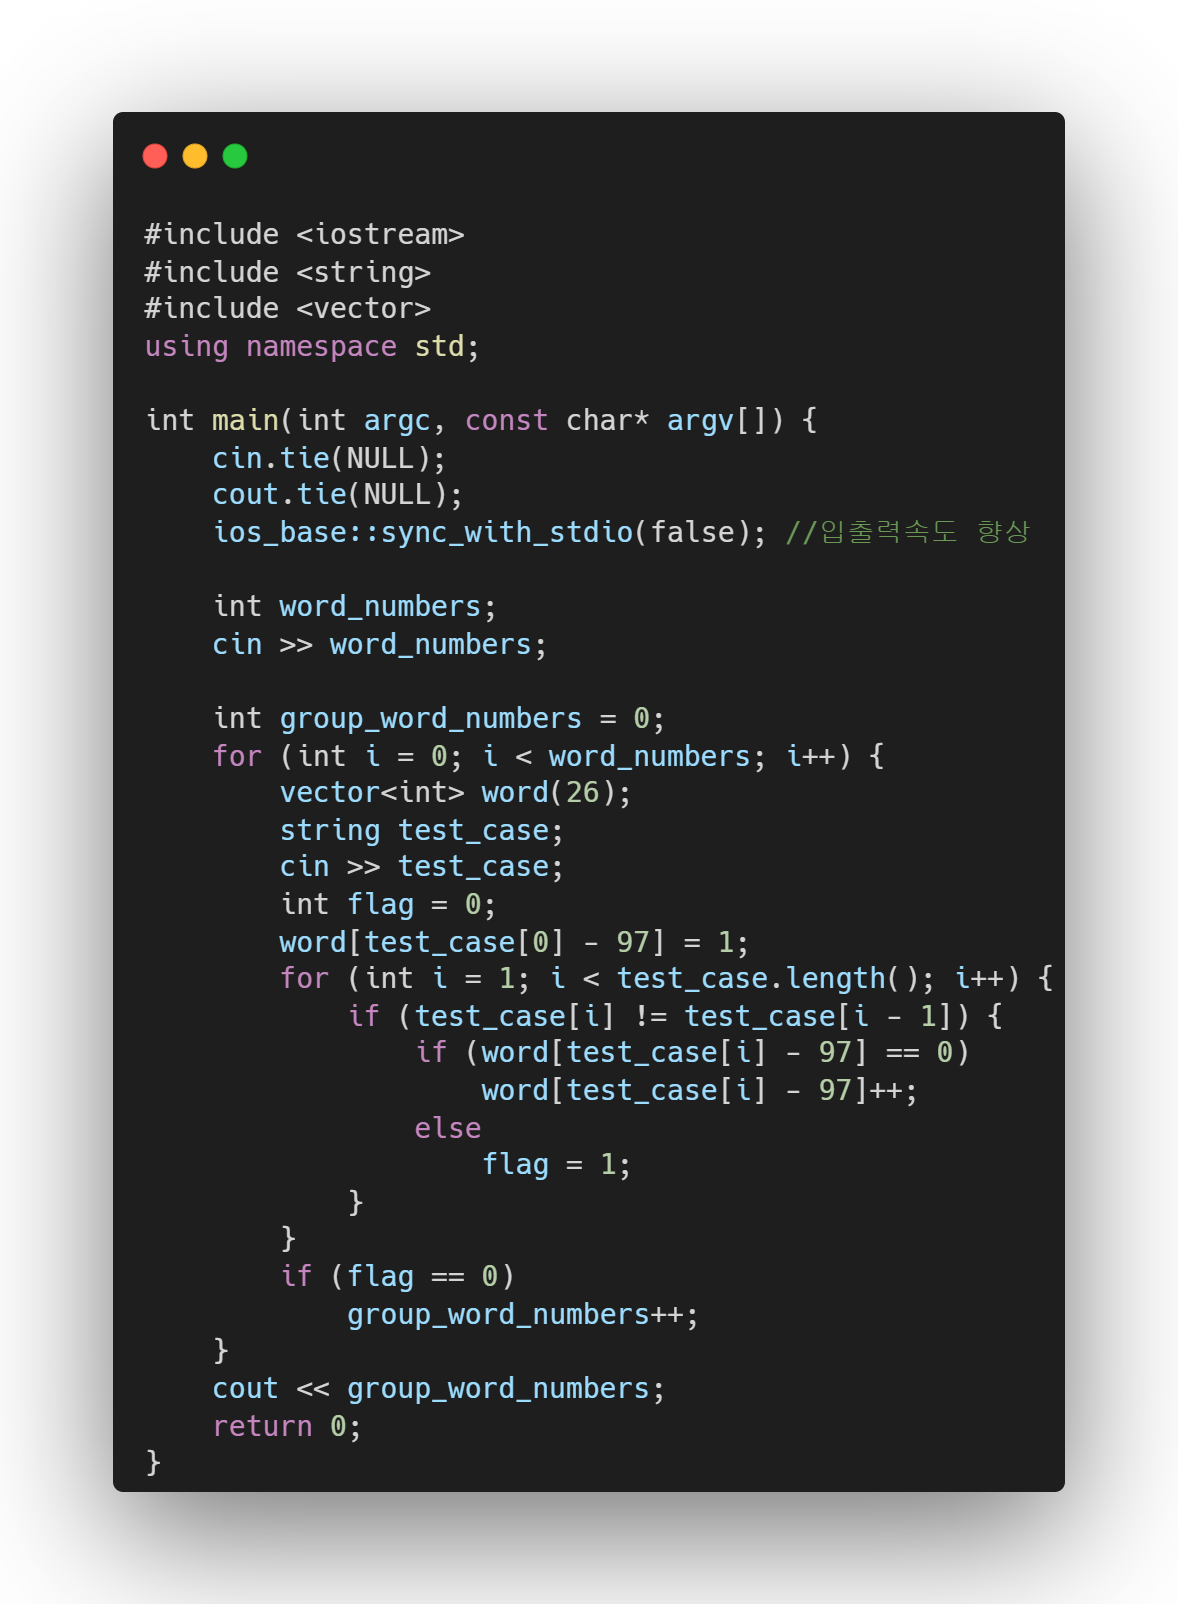 #include <iostream>
#include <string>
#include <vector>
using namespace std;

int main(int argc, const char* argv[]) {
    cin.tie(NULL);
    cout.tie(NULL);
    ios_base::sync_with_stdio(false); //입출력속도 향상

    int word_numbers;
    cin >> word_numbers;

    int group_word_numbers = 0;
    for (int i = 0; i < word_numbers; i++) {
        vector<int> word(26);
        string test_case;
        cin >> test_case;
        int flag = 0;
        word[test_case[0] - 97] = 1;
        for (int i = 1; i < test_case.length(); i++) {
            if (test_case[i] != test_case[i - 1]) {
                if (word[test_case[i] - 97] == 0)
                    word[test_case[i] - 97]++;
                else
                    flag = 1;
            }
        }
        if (flag == 0)
            group_word_numbers++;
    }
    cout << group_word_numbers;
    return 0;
}